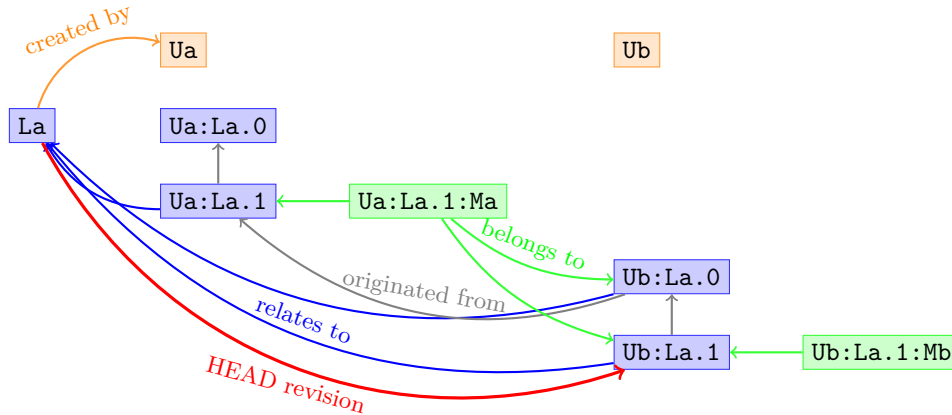 created by
Ua
Ub
La
Ua:La.0
Ua:La.1
Ua:La.1:Ma
belongs to
Ub:La.0
originated from
relates to
Ub:La.1
Ub:La.1:Mb
HEAD revision